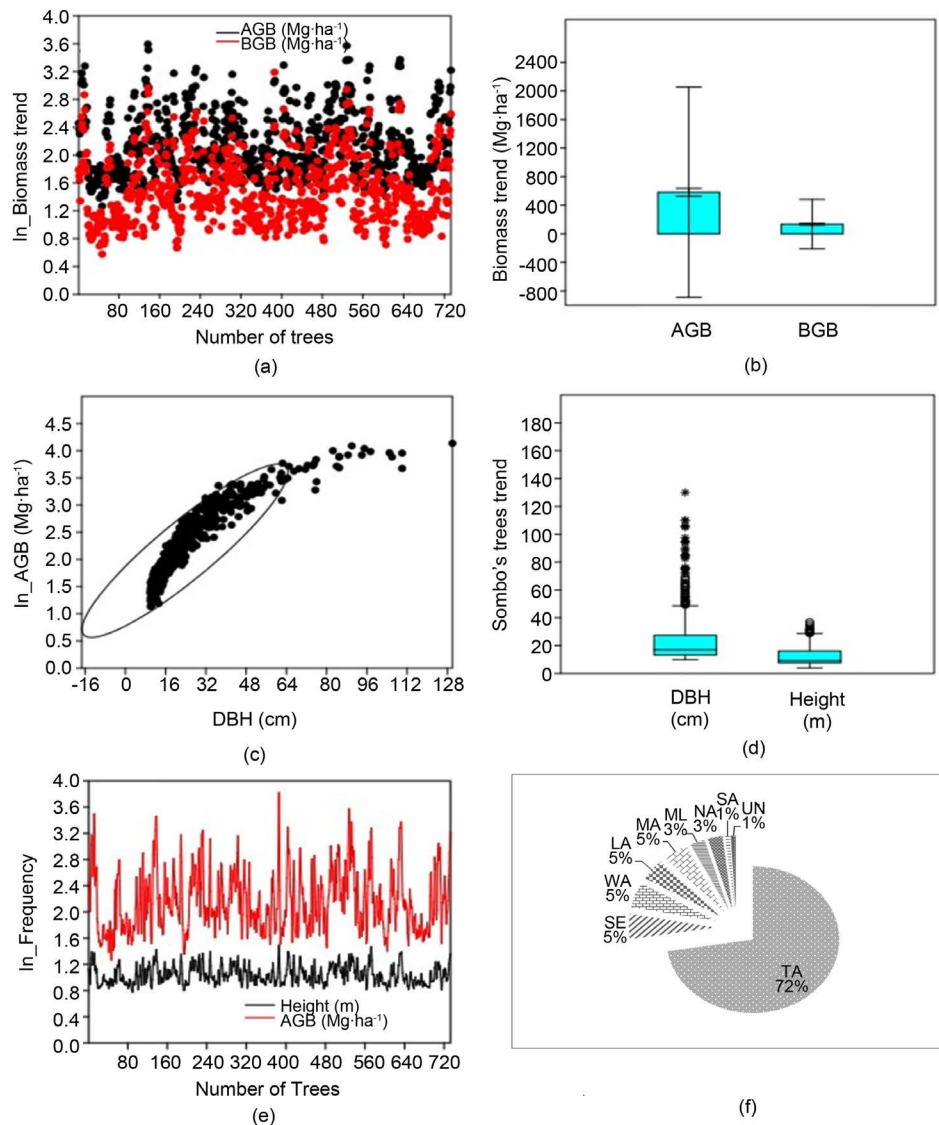 4.0
3.6
3.2
2.8
2.4
2.0
1.6
1.2
0.8
0.4
0.0
AGB (Mg·ha⁻¹)
BGB (Mg·ha⁻¹)
ln_Biomass trend
80 160 240 320 400 480 560 640 720
Number of trees
(a)
2400
2000
1600
1200
800
400
0
-400
-800
Biomass trend (Mg·ha⁻¹)
AGB BGB
(b)
4.5
4.0
3.5
3.0
2.5
2.0
1.5
1.0
0.5
0.0
ln_AGB (Mg·ha⁻¹)
-16 0 16 32 48 64 80 96 112 128
DBH (cm)
(c)
180
160
140
120
100
80
60
40
20
0
Sombo's trees trend
DBH Height
(cm) (m)
(d)
4.0
3.6
3.2
2.8
2.4
2.0
1.6
1.2
0.8
0.4
0.0
ln_Frequency
Height (m)
AGB (Mg·ha⁻¹)
80 160 240 320 400 480 560 640 720
Number of Trees
(e)
SA
1%
UN
1%
NA
3%
ML
3%
MA
5%
LA
5%
WA
5%
SE
5%
TA
72%
(f)